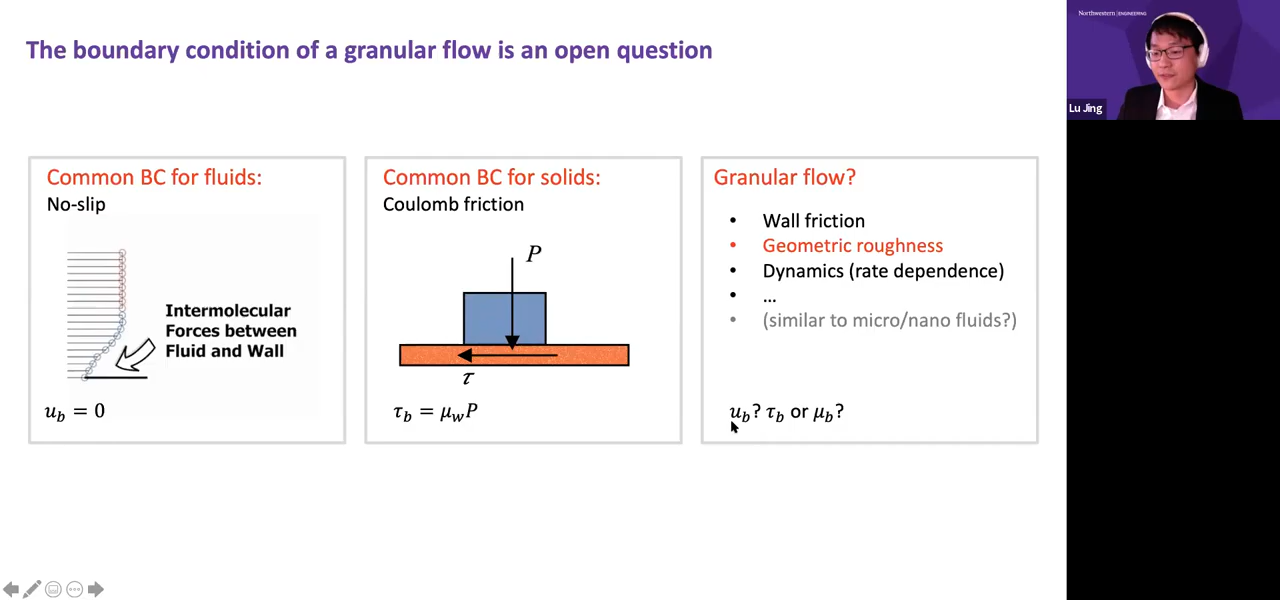 The boundary condition of a granular flow is an open question
Northwestern | ENGINEERING
Lu Jing
Common BC for fluids:
No-slip
Intermolecular
Forces between
Fluid and Wall
u_b = 0
Common BC for solids:
Coulomb friction
P
τ
τ_b = μ_w P
Granular flow?
• Wall friction
• Geometric roughness
• Dynamics (rate dependence)
• ...
• (similar to micro/nano fluids?)
u_b? τ_b or μ_b?